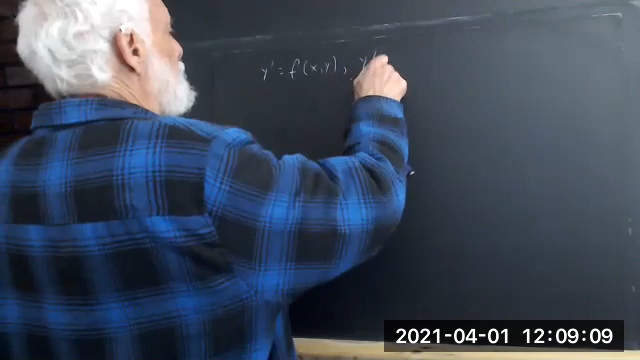 y' = f(x,y), y'
2021-04-01 12:09:09